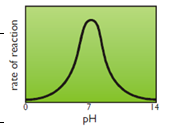 rate of reaction
0 7 14
pH